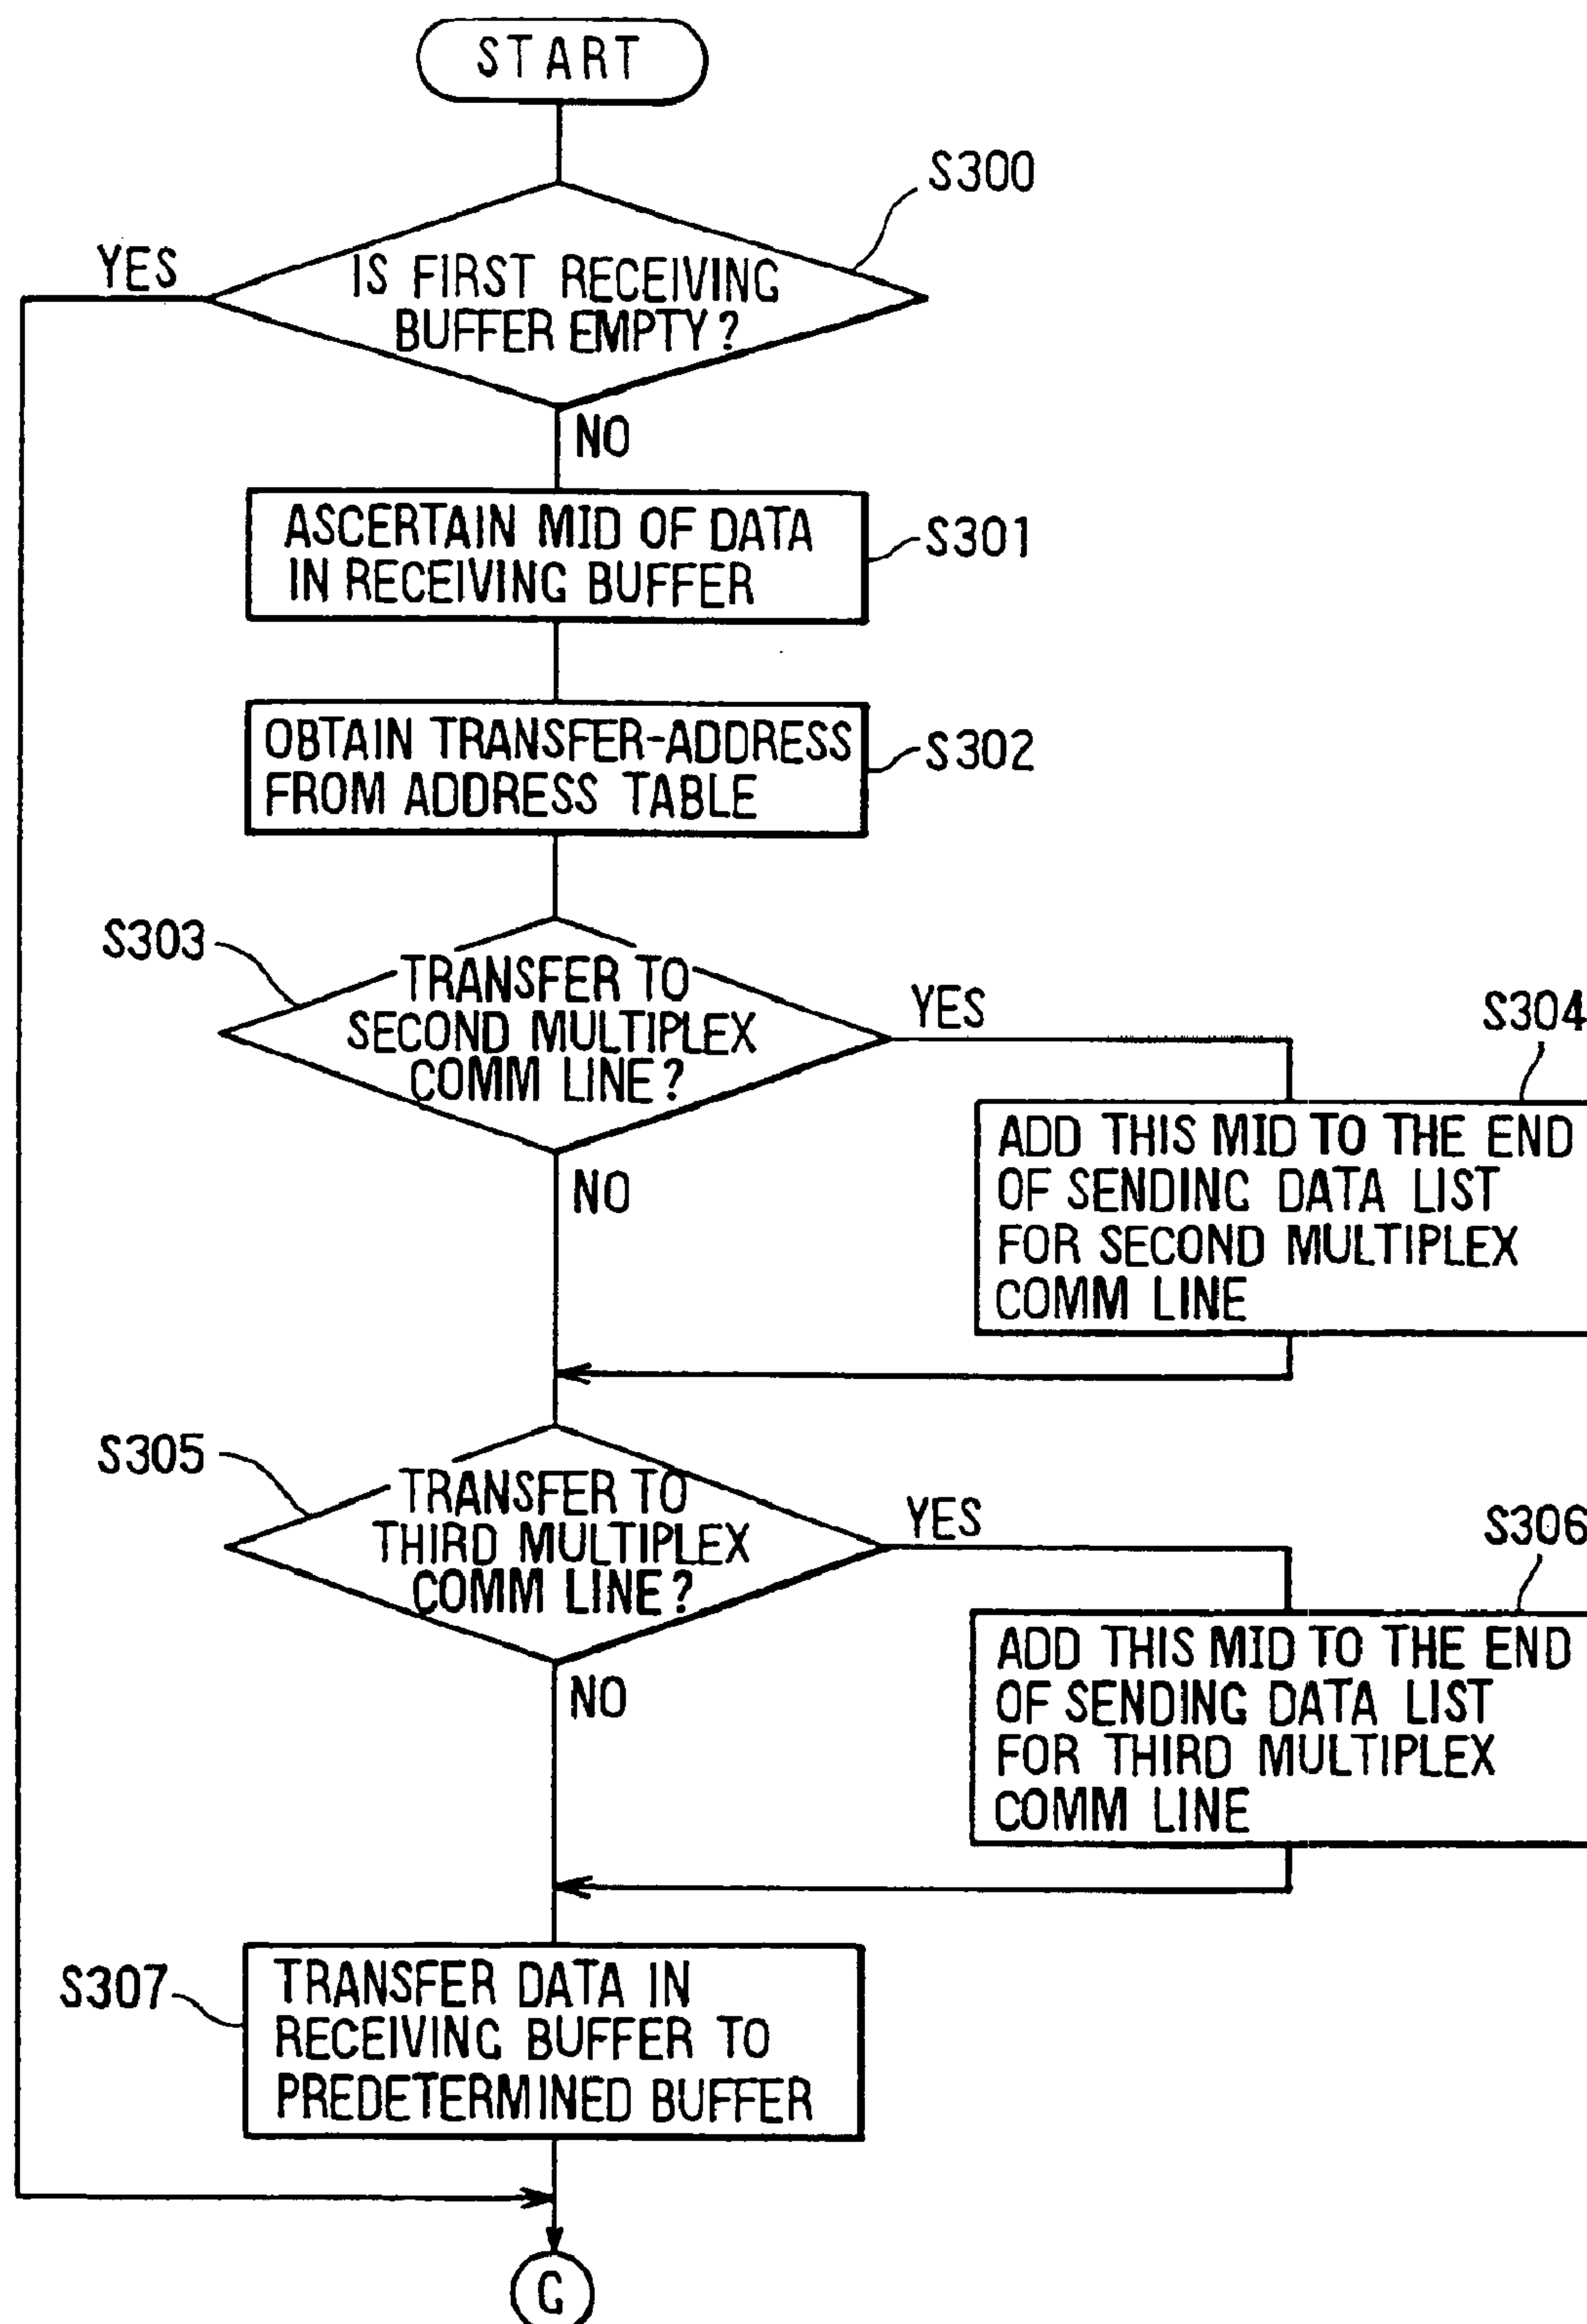 START
S300
YES
IS FIRST RECEIVING
BUFFER EMPTY?
NO
ASCERTAIN MID OF DATA
IN RECEIVING BUFFER
S301
OBTAIN TRANSFER-ADDRESS
FROM ADDRESS TABLE
S302
S303
TRANSFER TO
SECOND MULTIPLEX
COMM LINE?
YES
NO
S304
ADD THIS MID TO THE END
OF SENDING DATA LIST
FOR SECOND MULTIPLEX
COMM LINE
S305
TRANSFER TO
THIRD MULTIPLEX
COMM LINE?
YES
NO
S306
ADD THIS MID TO THE END
OF SENDING DATA LIST
FOR THIRD MULTIPLEX
COMM LINE
S307
TRANSFER DATA IN
RECEIVING BUFFER TO
PREDETERMINED BUFFER
G